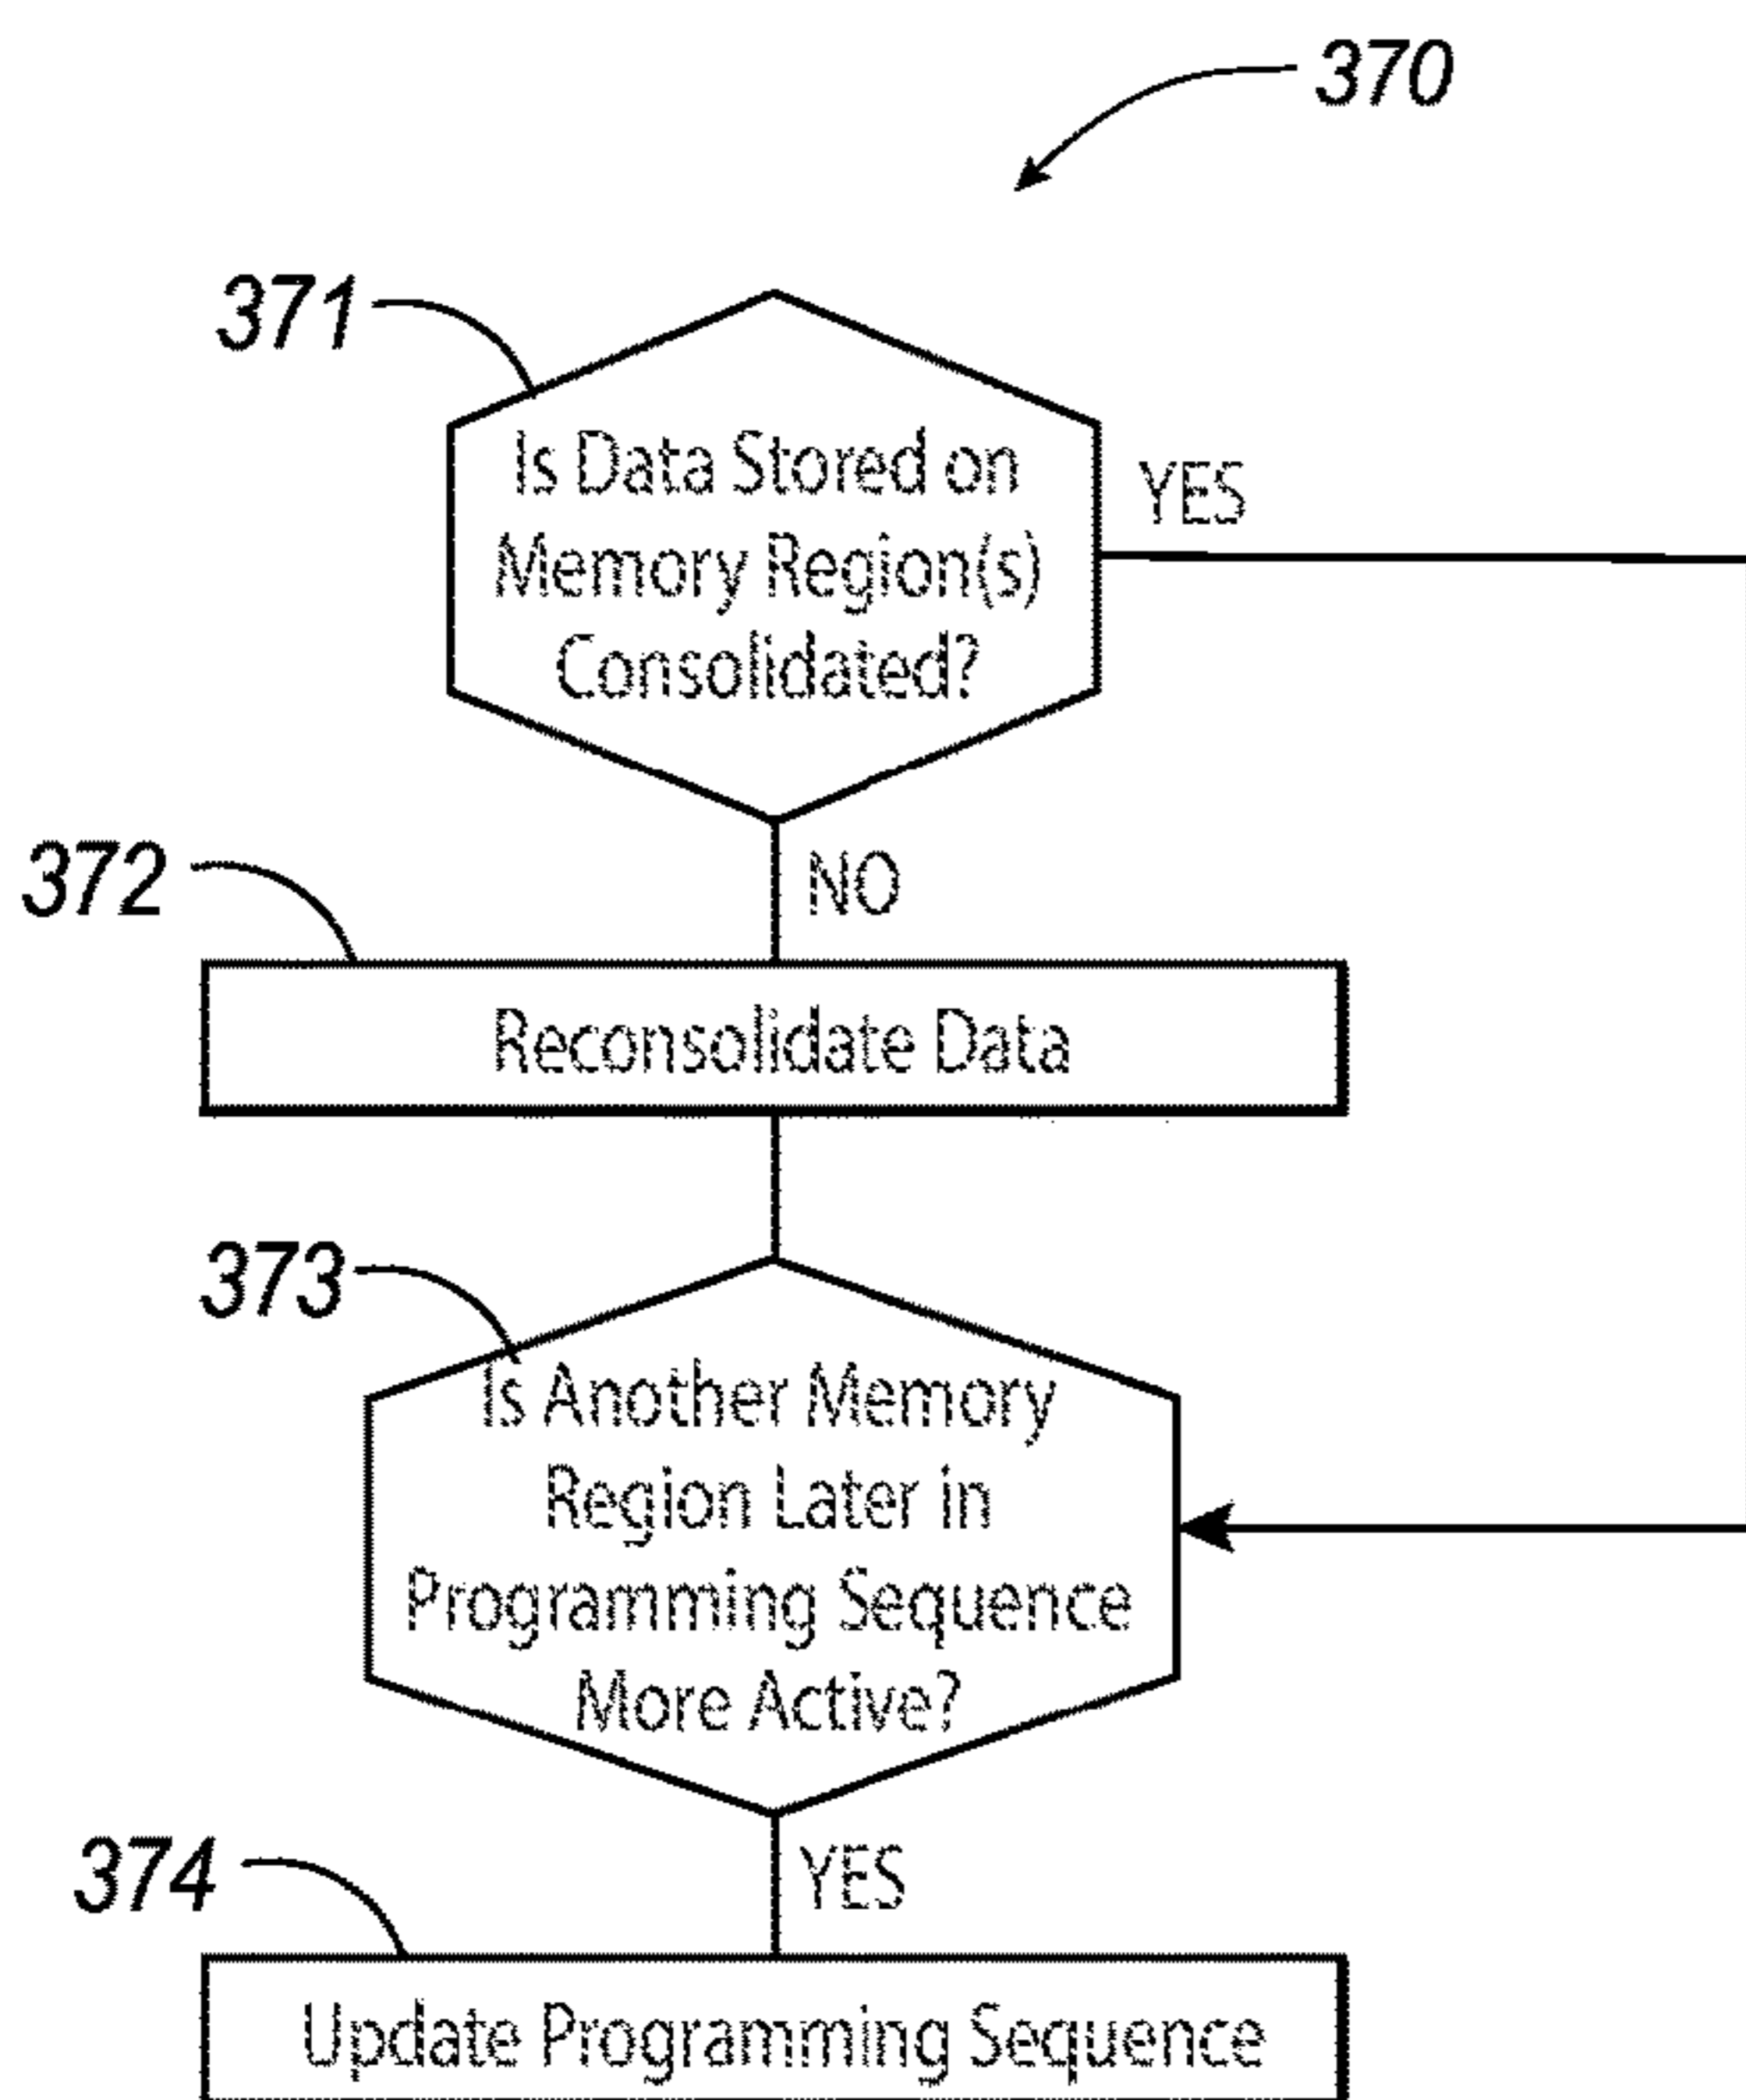 370
371
Is Data Stored on
Memory Region(s)
Consolidated?
YES
NO
372
Reconsolidate Data
373
Is Another Memory
Region Later in
Programming Sequence
More Active?
YES
374
Update Programming Sequence